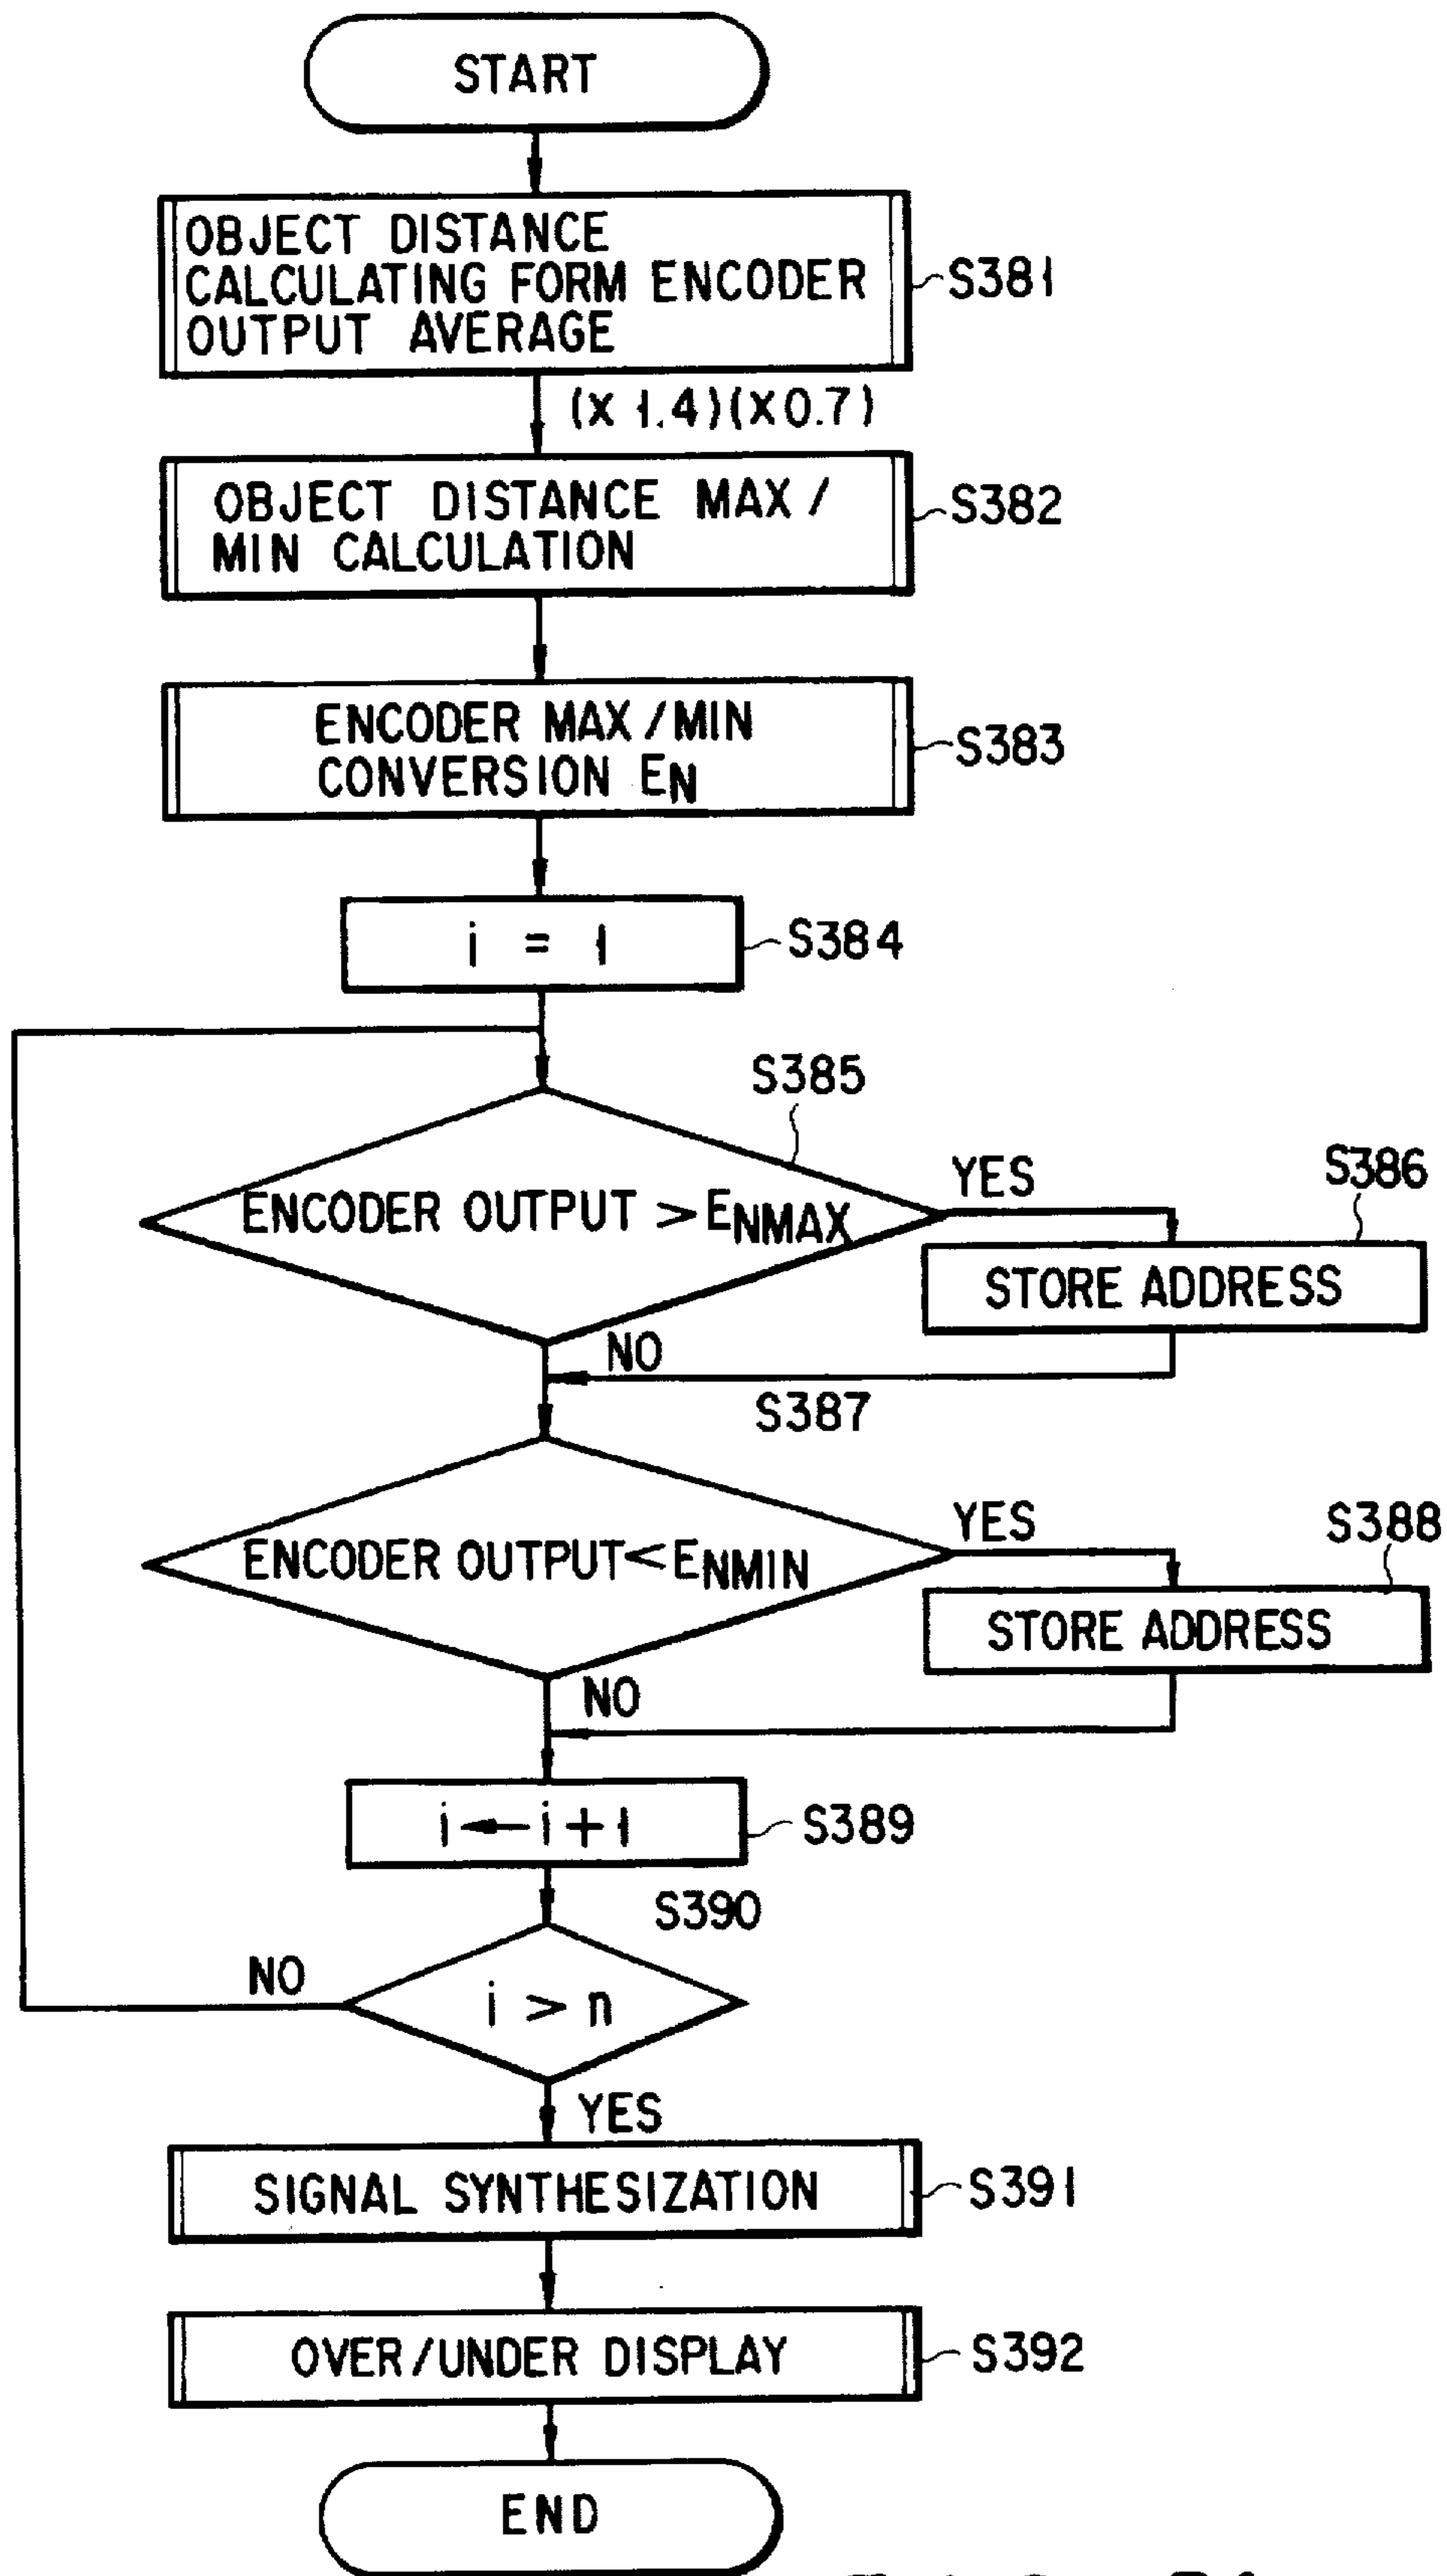 START
OBJECT DISTANCE
CALCULATING FORM ENCODER
OUTPUT AVERAGE
S381
(X 1.4)(X 0.7)
OBJECT DISTANCE MAX /
MIN CALCULATION
S382
ENCODER MAX / MIN
CONVERSION EN
S383
i = 1
S384
S385
ENCODER OUTPUT > ENMAX
YES
S386
STORE ADDRESS
NO
S387
ENCODER OUTPUT < ENMIN
YES
S388
STORE ADDRESS
NO
i ← i + 1
S389
S390
NO
i > n
YES
SIGNAL SYNTHESIZATION
S391
OVER / UNDER DISPLAY
S392
END